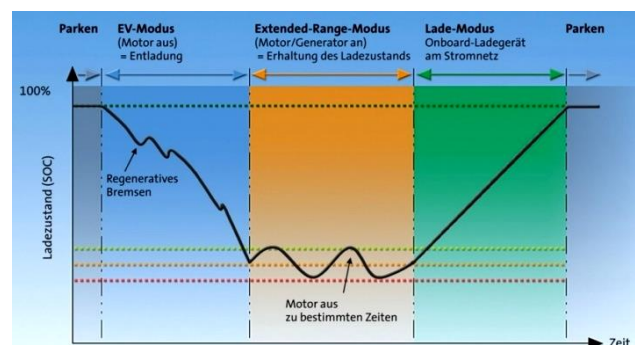 Parken
EV-Modus
(Motor aus)
= Entladung
Extended-Range-Modus
(Motor/Generator an)
= Erhaltung des Ladezustands
Lade-Modus
Onboard-Ladegerät
am Stromnetz
Parken
100%
Ladezustand (SOC)
Regeneratives
Bremsen
Motor aus
zu bestimmten Zeiten
Zeit